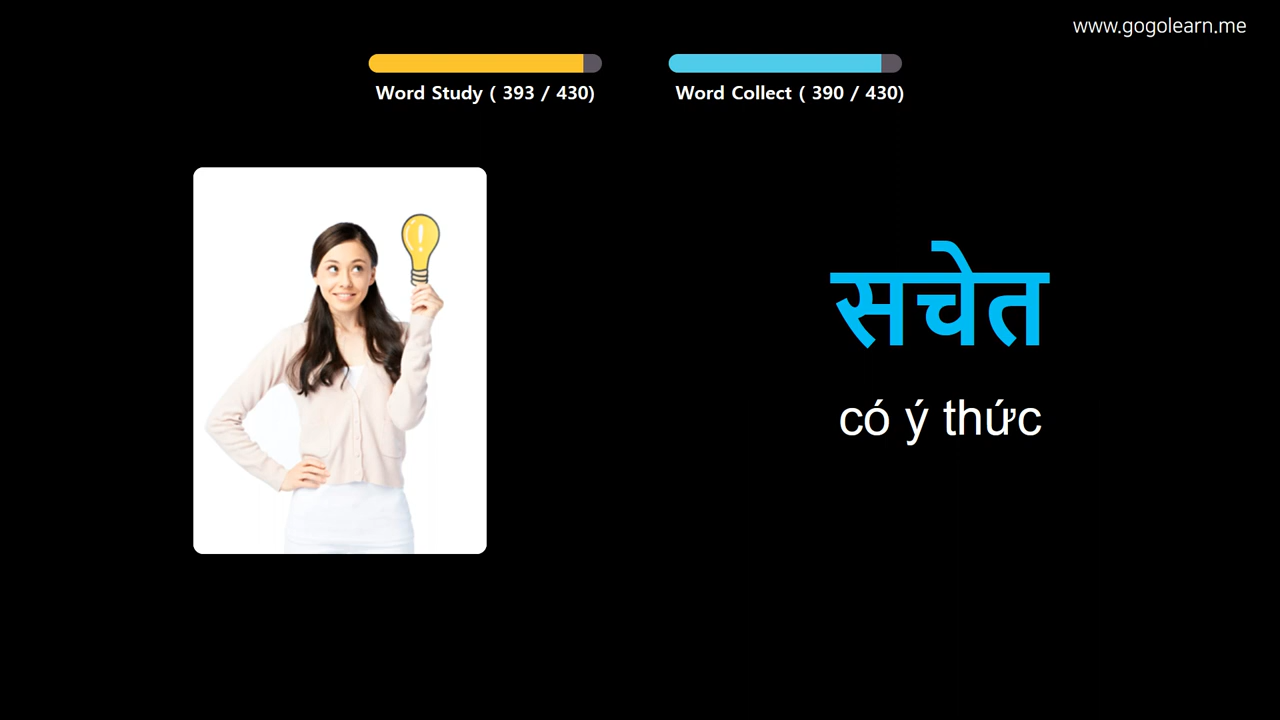 www.gogolearn.me
Word Study ( 393 / 430)
Word Collect ( 390 / 430)
सचेत
có ý thức